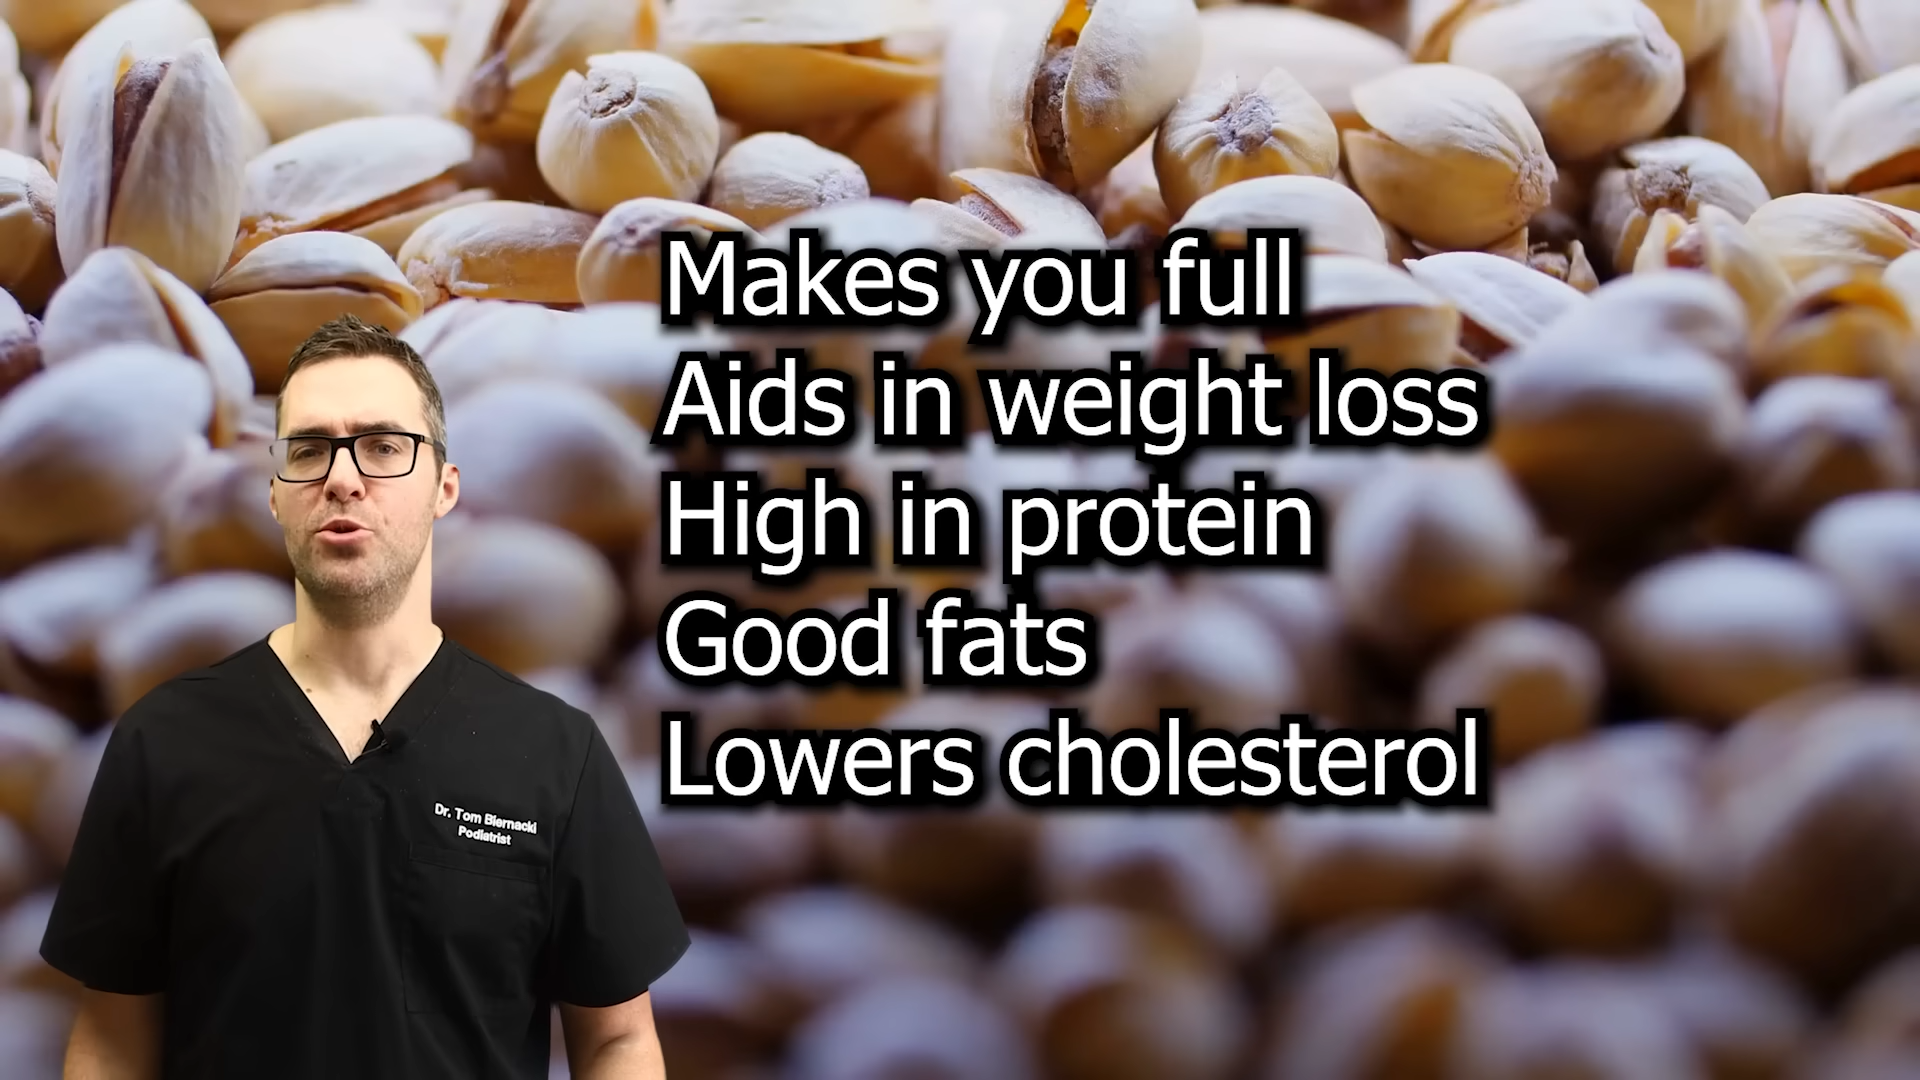 Makes you full
Aids in weight loss
High in protein
Good fats
Lowers cholesterol
Dr. Tom Biernacki
Podiatrist